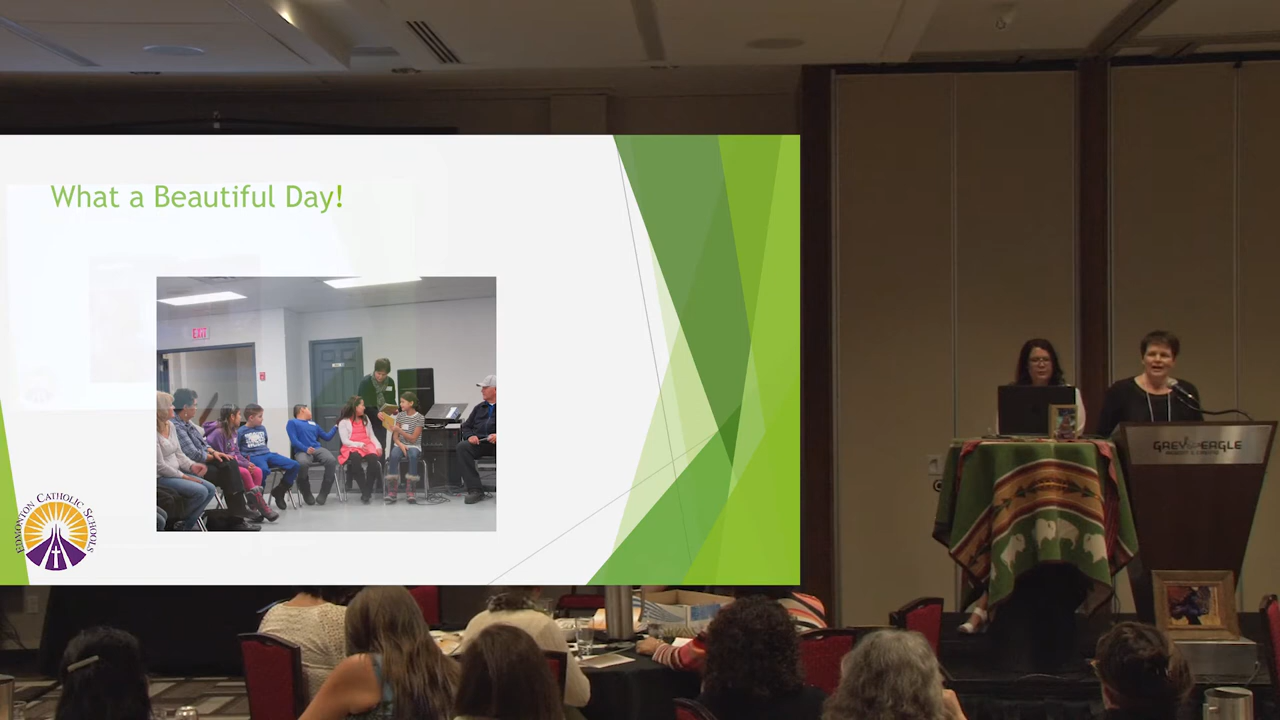 What a Beautiful Day!
EXIT
EDMONTON CATHOLIC SCHOOLS
GREY EAGLE